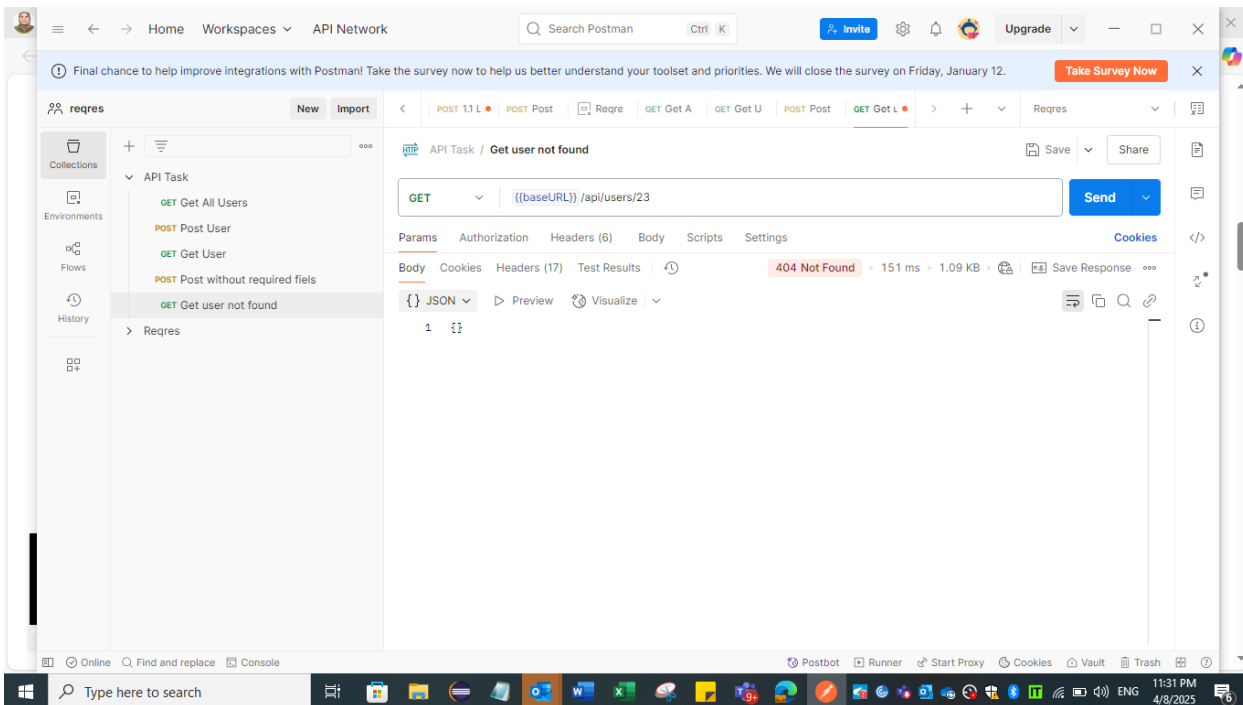 Home Workspaces API Network Search Postman Ctrl K Invite Upgrade
Final chance to help improve integrations with Postman! Take the survey now to help us better understand your toolset and priorities. We will close the survey on Friday, January 12. Take Survey Now
reqres New Import POST 1.1 L POST Post Reqre GET Get A GET Get U POST Post GET Get u Reqres
Collections
Environments
Flows
History
API Task
GET Get All Users
POST Post User
GET Get User
POST Post without required fiels
GET Get user not found
Reqres
HTTP API Task / Get user not found Save Share
GET {{baseURL}} /api/users/23 Send
Params Authorization Headers (6) Body Scripts Settings Cookies
Body Cookies Headers (17) Test Results 404 Not Found 151 ms 1.09 KB e.g. Save Response
{} JSON Preview Visualize
1 {}
Online Find and replace Console Postbot Runner Start Proxy Cookies Vault Trash
Type here to search ENG 11:31 PM
4/8/2025